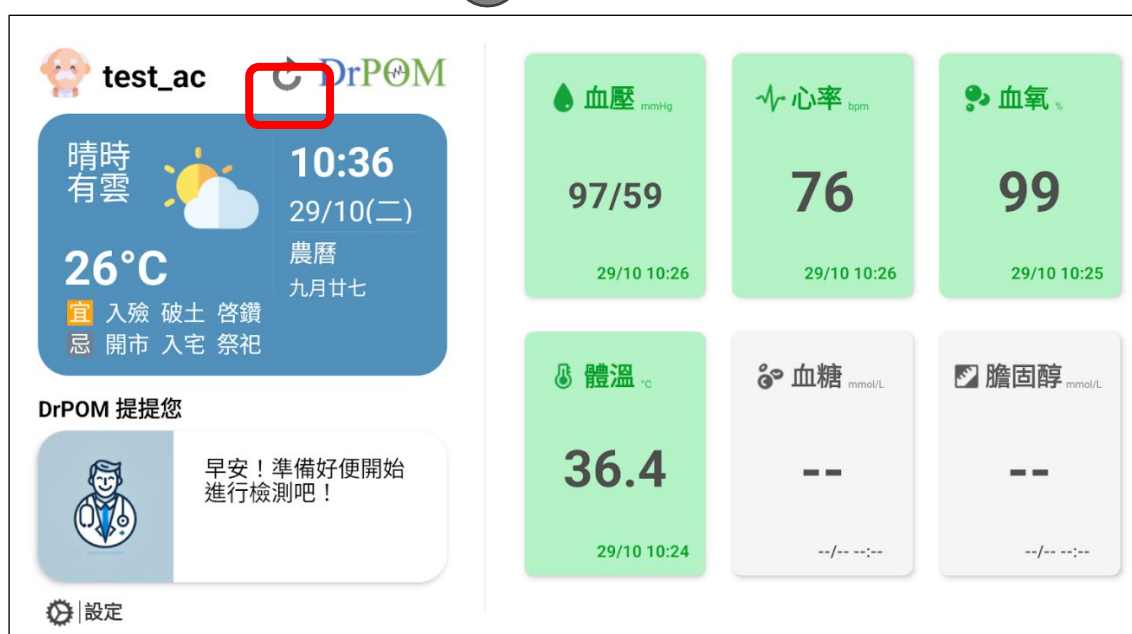 test_ac
DrPOM
晴時
有雲
10:36
29/10(二)
農曆
九月廿七
26°C
宜 入殮 破土 啓鑽
忌 開市 入宅 祭祀
DrPOM 提提您
早安！準備好便開始
進行檢測吧！
設定
血壓 mmHg
97/59
29/10 10:26
心率 bpm
76
29/10 10:26
血氧 %
99
29/10 10:25
體溫 °C
36.4
29/10 10:24
血糖 mmol/L
--
--/-- --:--
膽固醇 mmol/L
--
--/-- --:--